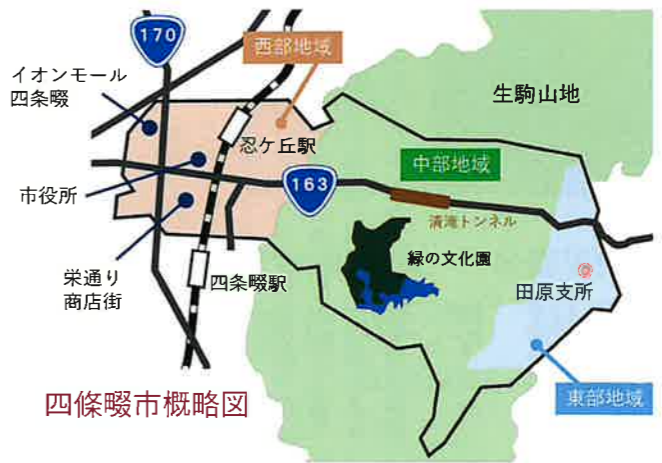 170
西部地域
イオンモール
四条畷
生駒山地
忍ケ丘駅
中部地域
市役所
163
清滝トンネル
緑の文化園
栄通り
商店街
四条畷駅
田原支所
四條畷市概略図
東部地域